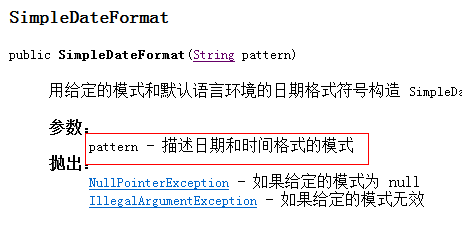 SimpleDateFormat
public SimpleDateFormat(String pattern)
用给定的模式和默认语言环境的日期格式符号构造 SimpleDa
参数:
pattern - 描述日期和时间格式的模式
抛出:
NullPointerException - 如果给定的模式为 null
IllegalArgumentException - 如果给定的模式无效